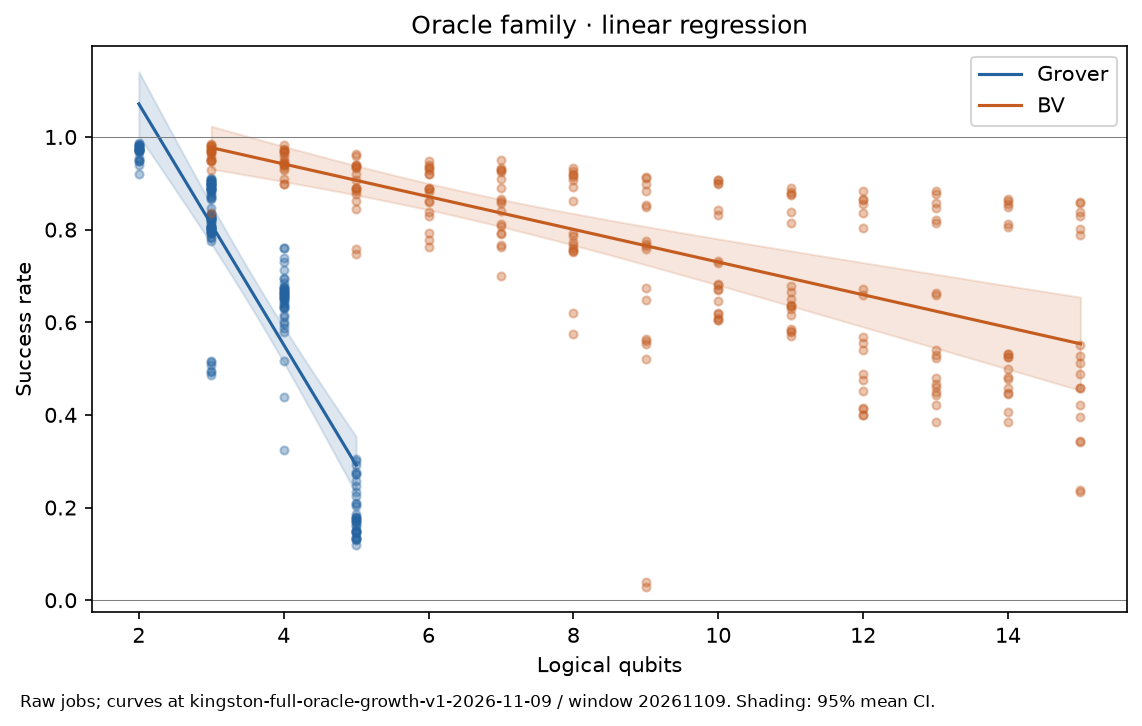 Oracle family · linear regression
Grover
BV
Success rate
1.0
0.8
0.6
0.4
0.2
0.0
2 4 6 8 10 12 14
Logical qubits
Raw jobs; curves at kingston-full-oracle-growth-v1-2026-11-09 / window 20261109. Shading: 95% mean CI.